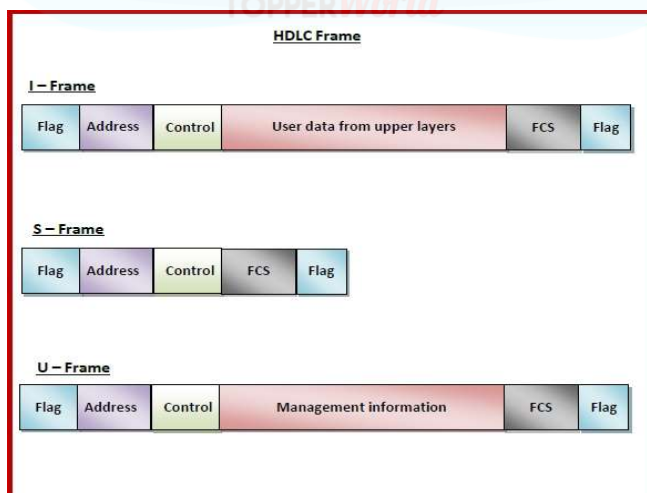 TOPPERWorld
HDLC Frame
I – Frame
Flag Address Control User data from upper layers FCS Flag
S – Frame
Flag Address Control FCS Flag
U – Frame
Flag Address Control Management information FCS Flag